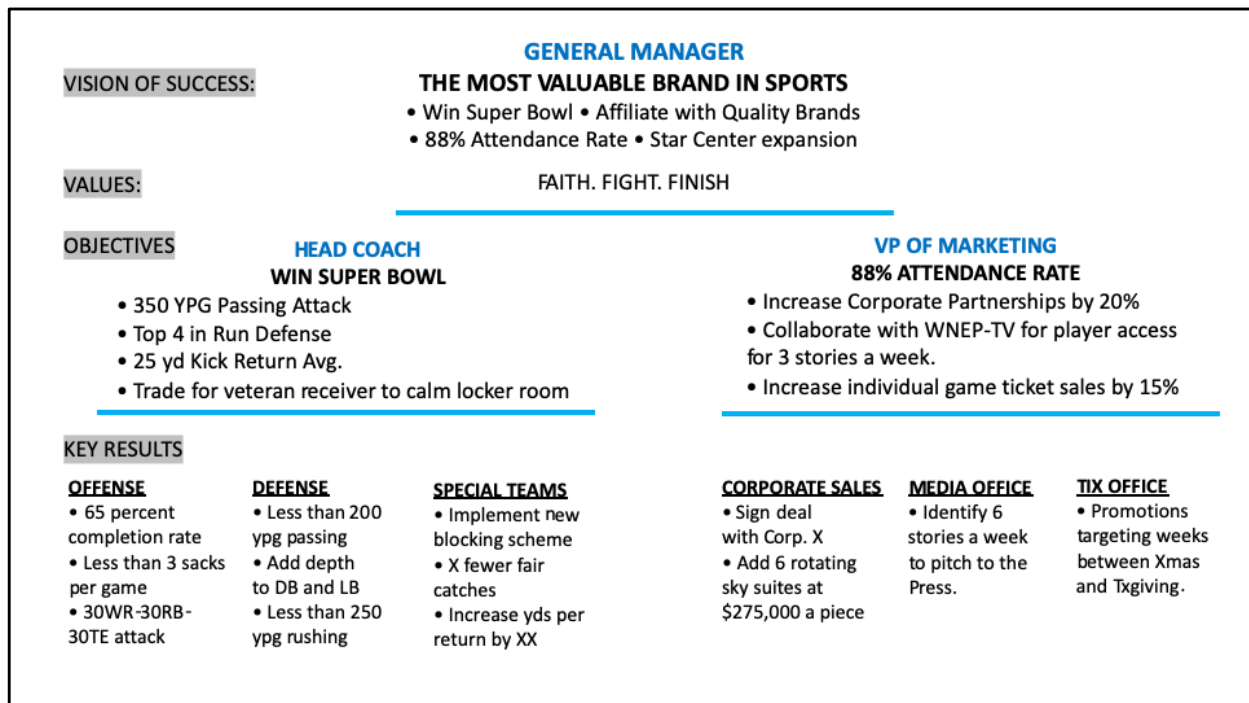 GENERAL MANAGER
VISION OF SUCCESS:
THE MOST VALUABLE BRAND IN SPORTS
• Win Super Bowl • Affiliate with Quality Brands
• 88% Attendance Rate • Star Center expansion
VALUES:
FAITH. FIGHT. FINISH
OBJECTIVES
HEAD COACH
WIN SUPER BOWL
• 350 YPG Passing Attack
• Top 4 in Run Defense
• 25 yd Kick Return Avg.
• Trade for veteran receiver to calm locker room
VP OF MARKETING
88% ATTENDANCE RATE
• Increase Corporate Partnerships by 20%
• Collaborate with WNEP-TV for player access
for 3 stories a week.
• Increase individual game ticket sales by 15%
KEY RESULTS
OFFENSE
• 65 percent
completion rate
• Less than 3 sacks
per game
• 30WR-30RB-
30TE attack
DEFENSE
• Less than 200
ypg passing
• Add depth
to DB and LB
• Less than 250
ypg rushing
SPECIAL TEAMS
• Implement new
blocking scheme
• X fewer fair
catches
• Increase yds per
return by XX
CORPORATE SALES
• Sign deal
with Corp. X
• Add 6 rotating
sky suites at
$275,000 a piece
MEDIA OFFICE
• Identify 6
stories a week
to pitch to the
Press.
TIX OFFICE
• Promotions
targeting weeks
between Xmas
and Txgiving.